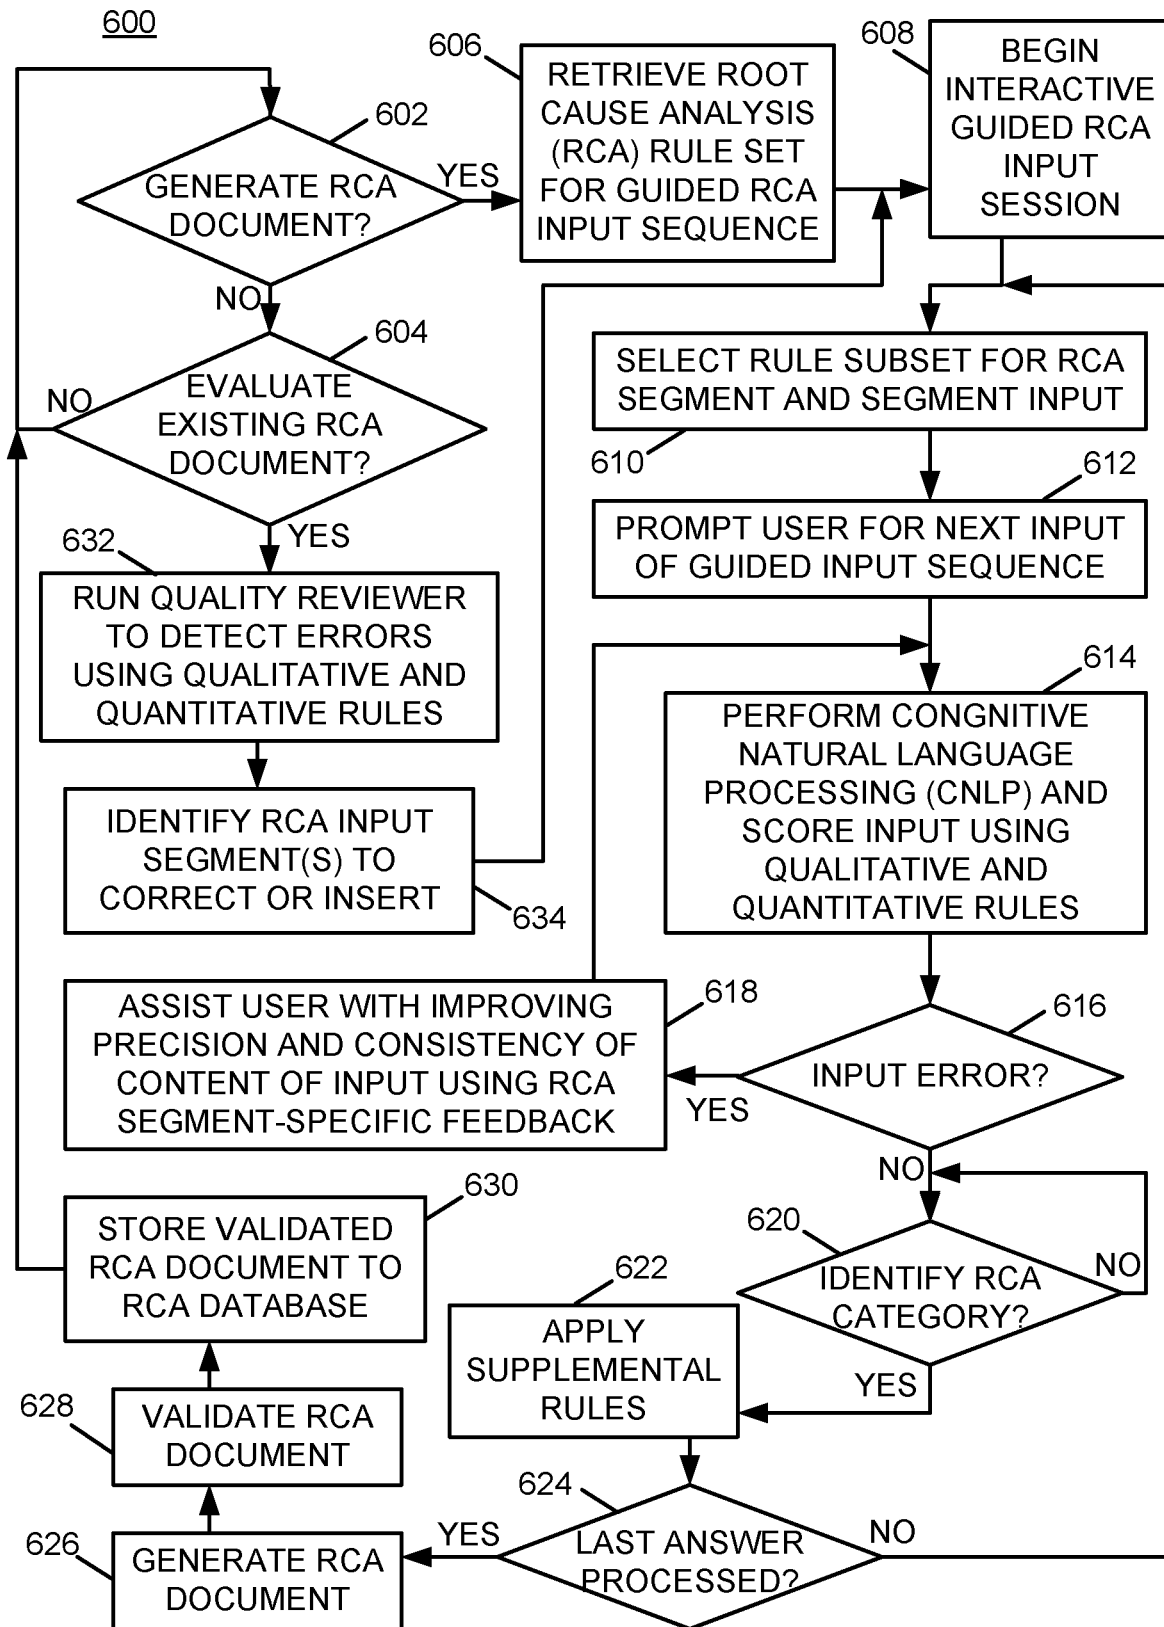 600
602
GENERATE RCA
DOCUMENT?
YES
NO
606
RETRIEVE ROOT
CAUSE ANALYSIS
(RCA) RULE SET
FOR GUIDED RCA
INPUT SEQUENCE
608
BEGIN
INTERACTIVE
GUIDED RCA
INPUT
SESSION
604
EVALUATE
EXISTING RCA
DOCUMENT?
NO
YES
SELECT RULE SUBSET FOR RCA
SEGMENT AND SEGMENT INPUT
610
612
PROMPT USER FOR NEXT INPUT
OF GUIDED INPUT SEQUENCE
632
RUN QUALITY REVIEWER
TO DETECT ERRORS
USING QUALITATIVE AND
QUANTITATIVE RULES
614
PERFORM CONGNITIVE
NATURAL LANGUAGE
PROCESSING (CNLP) AND
SCORE INPUT USING
QUALITATIVE AND
QUANTITATIVE RULES
IDENTIFY RCA INPUT
SEGMENT(S) TO
CORRECT OR INSERT
634
618
ASSIST USER WITH IMPROVING
PRECISION AND CONSISTENCY OF
CONTENT OF INPUT USING RCA
SEGMENT-SPECIFIC FEEDBACK
616
INPUT ERROR?
YES
NO
620
IDENTIFY RCA
CATEGORY?
NO
YES
622
APPLY
SUPPLEMENTAL
RULES
630
STORE VALIDATED
RCA DOCUMENT TO
RCA DATABASE
628
VALIDATE RCA
DOCUMENT
624
LAST ANSWER
PROCESSED?
YES
NO
626
GENERATE RCA
DOCUMENT